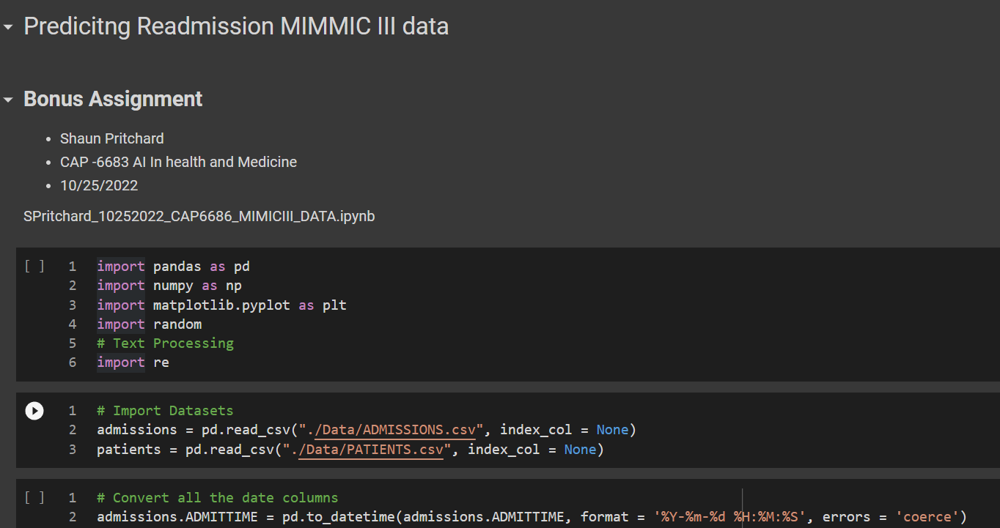 Predicitng Readmission MIMMIC III data
Bonus Assignment
Shaun Pritchard
CAP -6683 AI In health and Medicine
10/25/2022
SPritchard_10252022_CAP6686_MIMICIII_DATA.ipynb
[ ] 1 import pandas as pd
2 import numpy as np
3 import matplotlib.pyplot as plt
4 import random
5 # Text Processing
6 import re
1 # Import Datasets
2 admissions = pd.read_csv("./Data/ADMISSIONS.csv", index_col = None)
3 patients = pd.read_csv("./Data/PATIENTS.csv", index_col = None)
[ ] 1 # Convert all the date columns
2 admissions.ADMITTIME = pd.to_datetime(admissions.ADMITTIME, format = '%Y-%m-%d %H:%M:%S', errors = 'coerce')